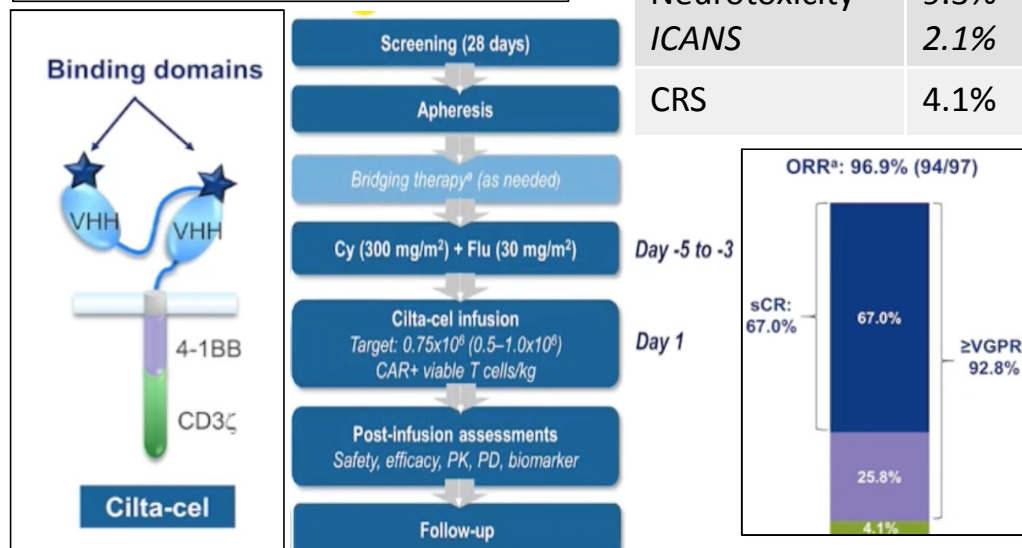 Binding domains
VHH
VHH
4-1BB
CD3ζ
Cilta-cel
Screening (28 days)
Apheresis
Bridging therapyª (as needed)
Cy (300 mg/m²) + Flu (30 mg/m²)
Day -5 to -3
Cilta-cel infusion
Target: 0.75x10⁶ (0.5–1.0x10⁶)
CAR+ viable T cells/kg
Day 1
Post-infusion assessments
Safety, efficacy, PK, PD, biomarker
Follow-up
Neurotoxicity
ICANS 2.1%
CRS 4.1%
ORRª: 96.9% (94/97)
sCR:
67.0%
67.0%
≥VGPR
92.8%
25.8%
4.1%